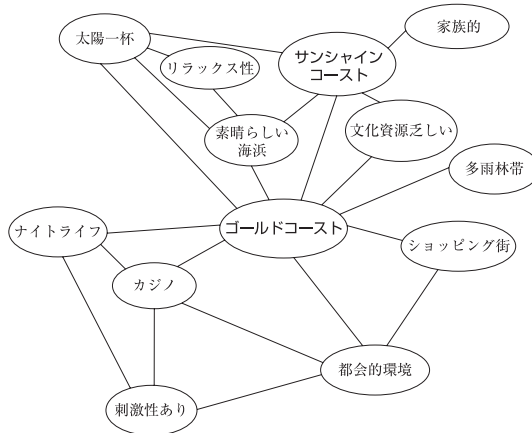 太陽一杯
家族的
サンシャイン
コースト
リラックス性
素晴らしい
海浜
文化資源乏しい
多雨林帯
ゴールドコースト
ナイトライフ
ショッピング街
カジノ
都会的環境
刺激性あり